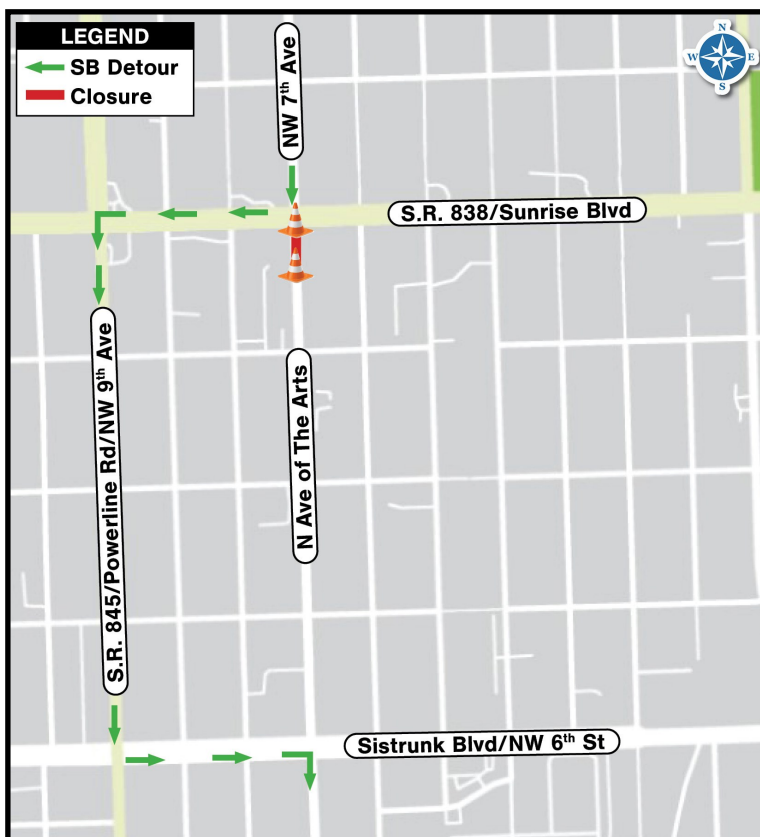 LEGEND
SB Detour
Closure
NW 7th Ave
N
W E
S
S.R. 838/Sunrise Blvd
S.R. 845/Powerline Rd/NW 9th Ave
N Ave of The Arts
Sistrunk Blvd/NW 6th St